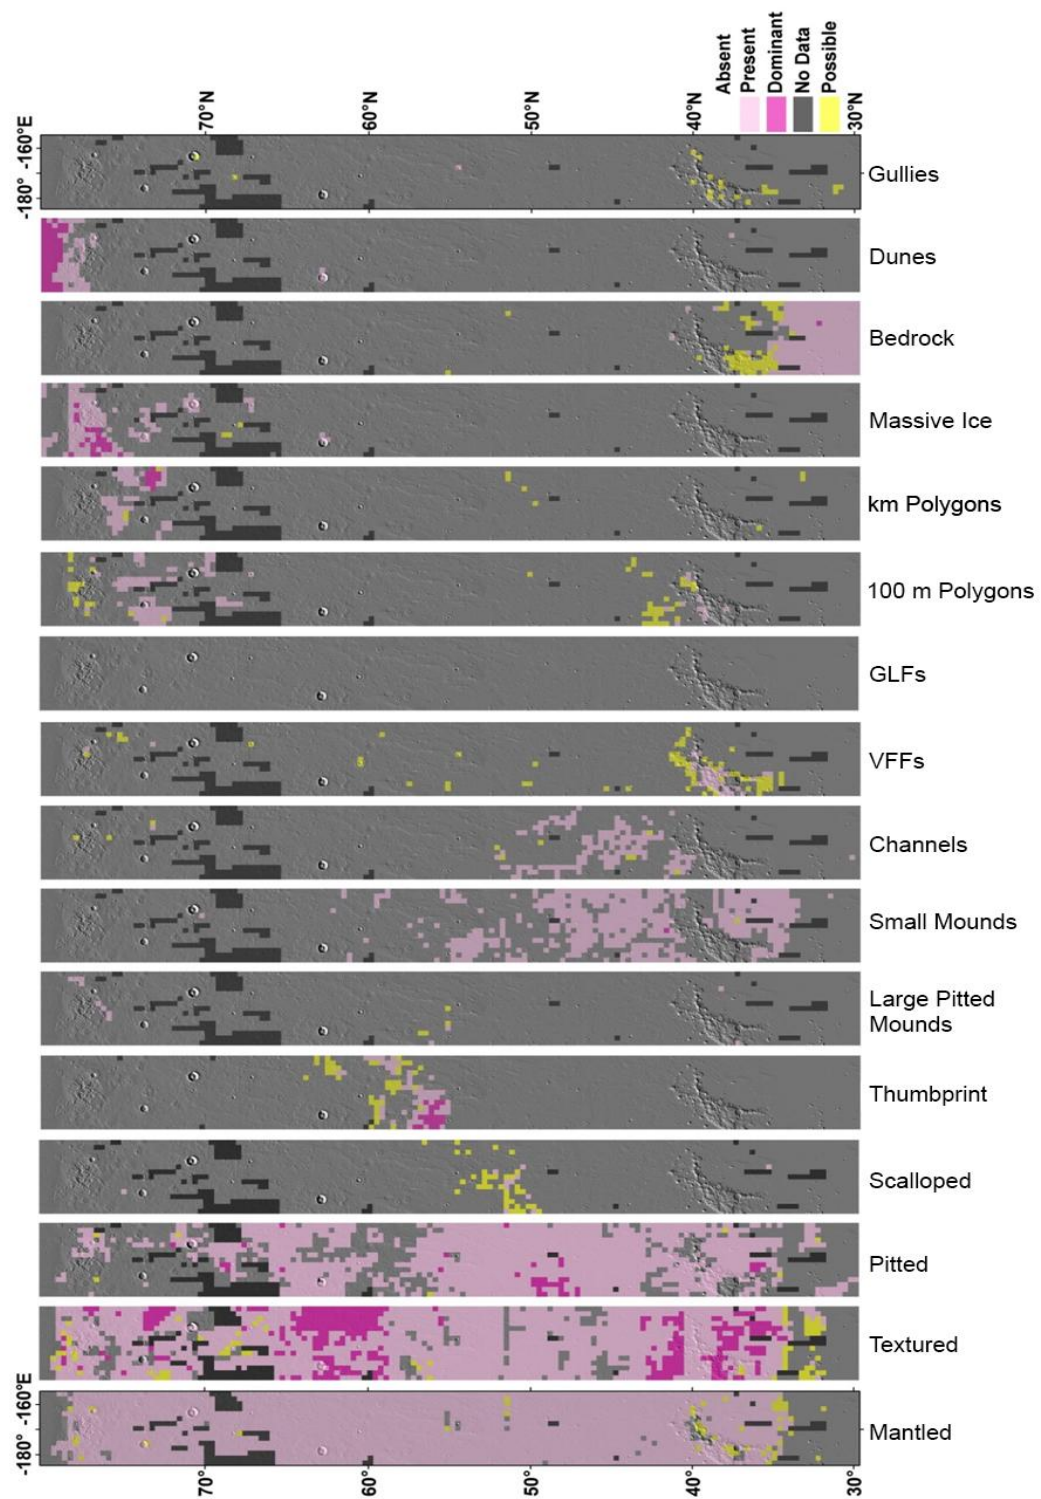 Absent
Present
Dominant
No Data
Possible
70°N
60°N
50°N
40°N
30°N
-180° -160°E
Gullies
Dunes
Bedrock
Massive Ice
km Polygons
100 m Polygons
GLFs
VFFs
Channels
Small Mounds
Large Pitted
Mounds
Thumbprint
Scalloped
Pitted
Textured
Mantled
-180° -160°E
70°
60°
50°
40°
30°